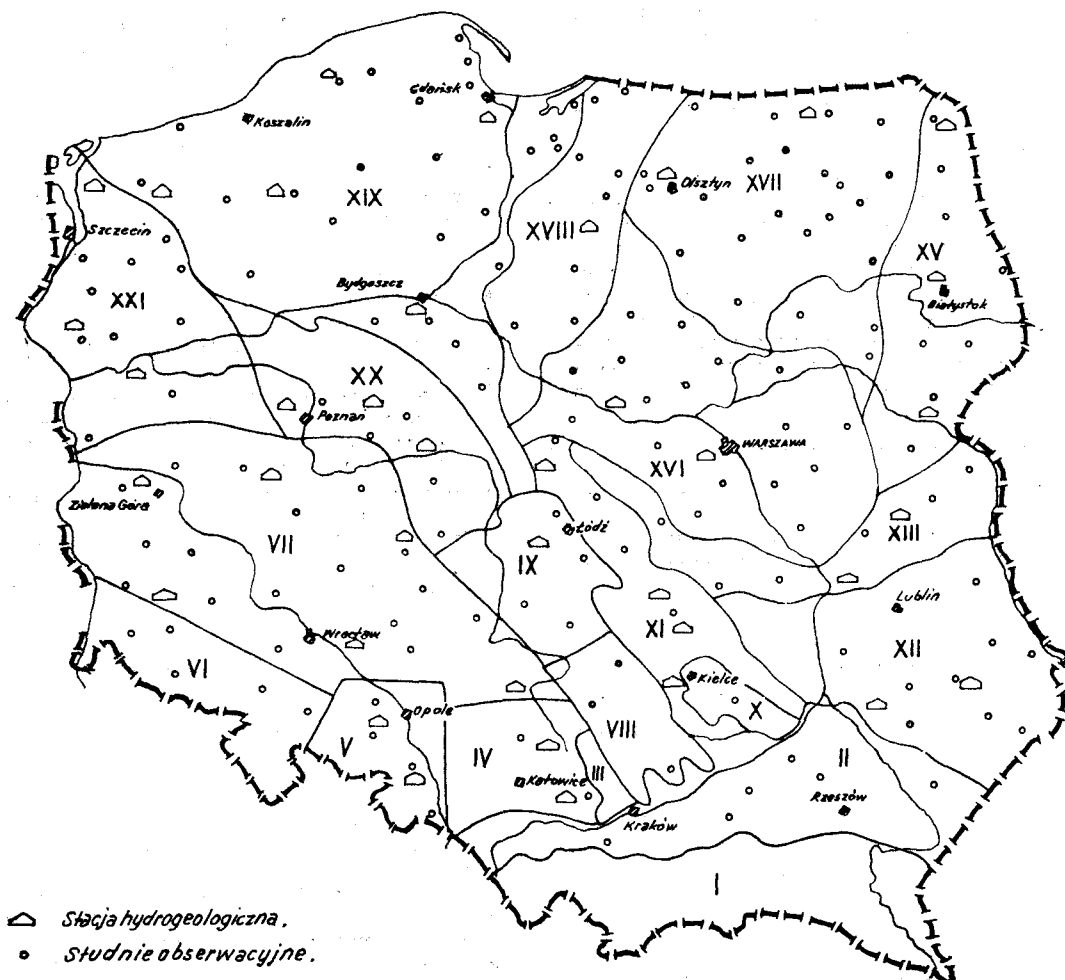 Gdańsk
Koszalin
XIX
Olsztyn
XVII
XVIII
Szczecin
XV
Bydgoszcz
Białystok
XXI
XX
Poznań
WARSZAWA
XVI
Zielona Góra
VII
Łódź
IX
XIII
Lublin
Wrocław
XI
XII
VI
Kielce
X
Opole
VIII
V
IV
III
II
Katowice
Rzeszów
Kraków
I
Stacja hydrogeologiczna.
Studnie obserwacyjne.